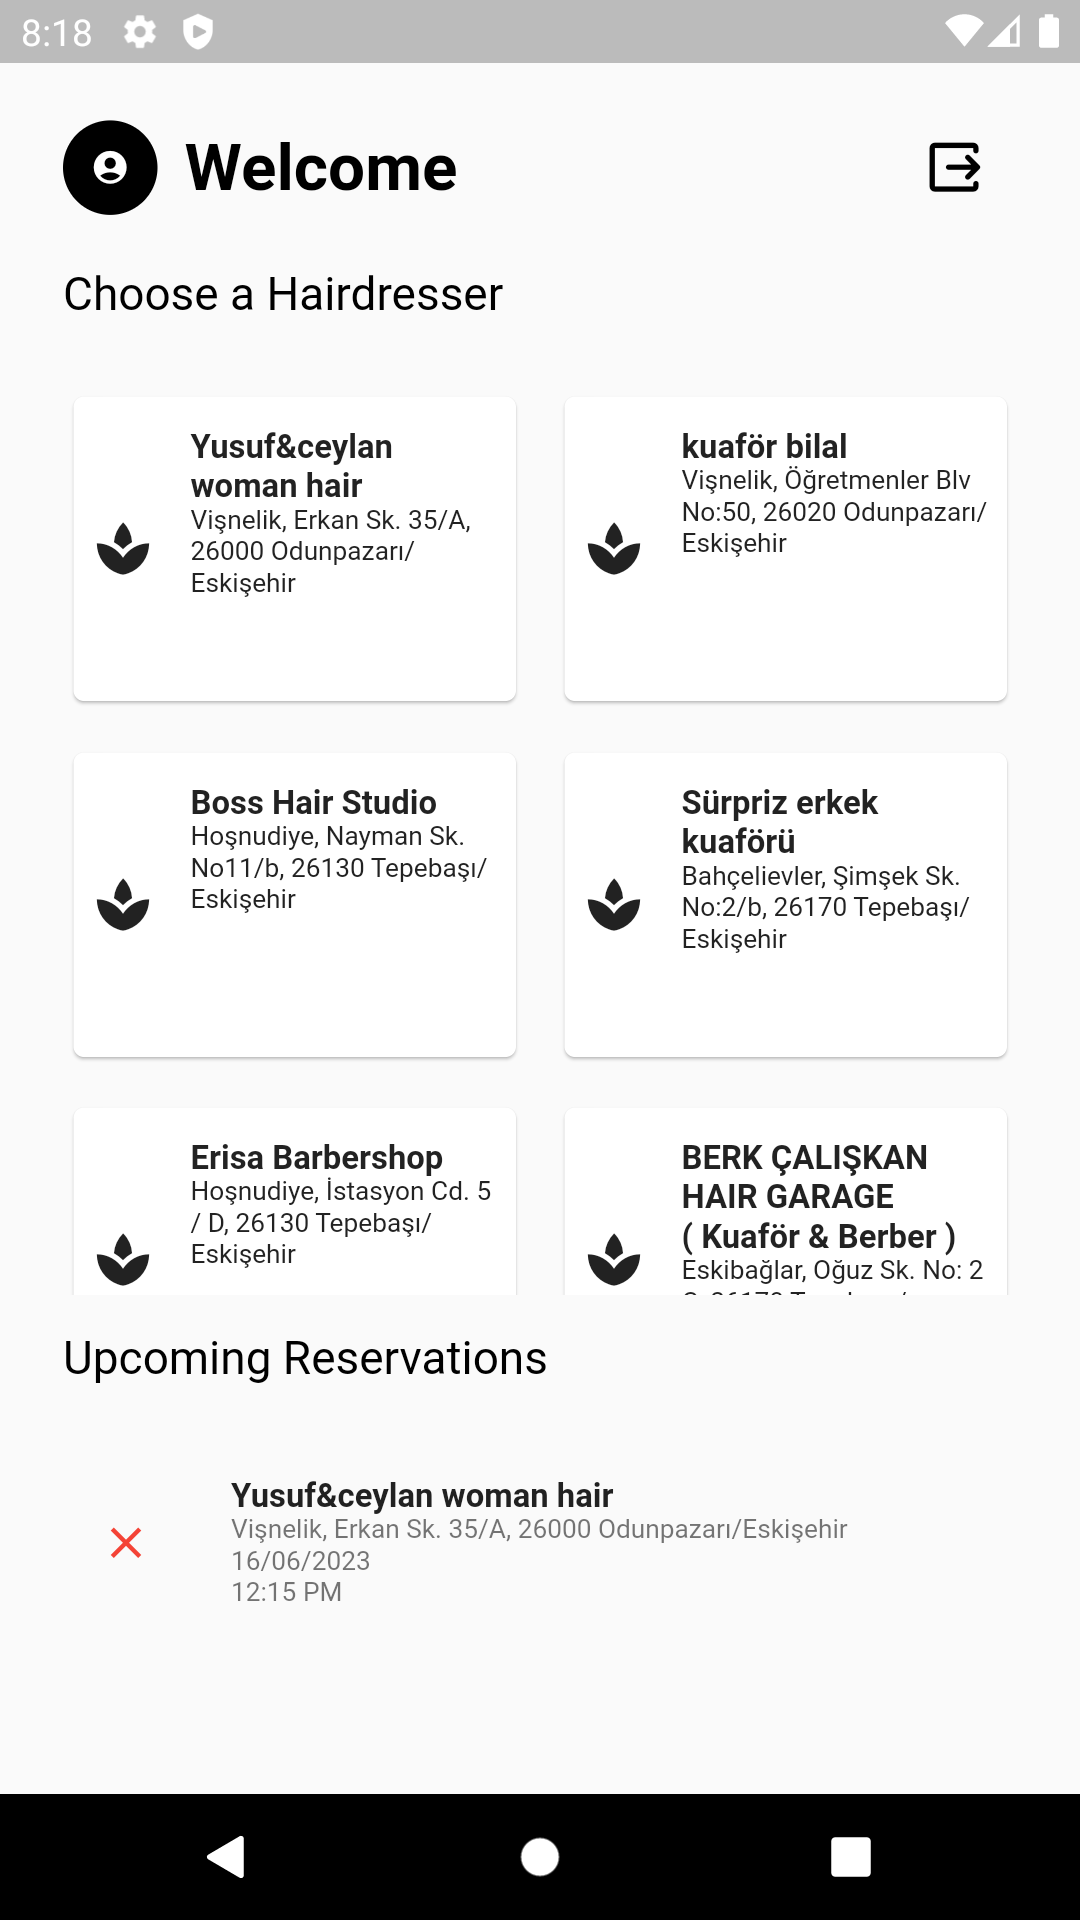 8:18
Welcome
Choose a Hairdresser
Yusuf&ceylan
woman hair
Vişnelik, Erkan Sk. 35/A,
26000 Odunpazarı/
Eskişehir
kuaför bilal
Vişnelik, Öğretmenler Blv
No:50, 26020 Odunpazarı/
Eskişehir
Boss Hair Studio
Hoşnudiye, Nayman Sk.
No11/b, 26130 Tepebaşı/
Eskişehir
Sürpriz erkek
kuaförü
Bahçelievler, Şimşek Sk.
No:2/b, 26170 Tepebaşı/
Eskişehir
Erisa Barbershop
Hoşnudiye, İstasyon Cd. 5
/ D, 26130 Tepebaşı/
Eskişehir
BERK ÇALIŞKAN
HAIR GARAGE
( Kuaför & Berber )
Eskibağlar, Oğuz Sk. No: 2
Upcoming Reservations
Yusuf&ceylan woman hair
Vişnelik, Erkan Sk. 35/A, 26000 Odunpazarı/Eskişehir
16/06/2023
12:15 PM